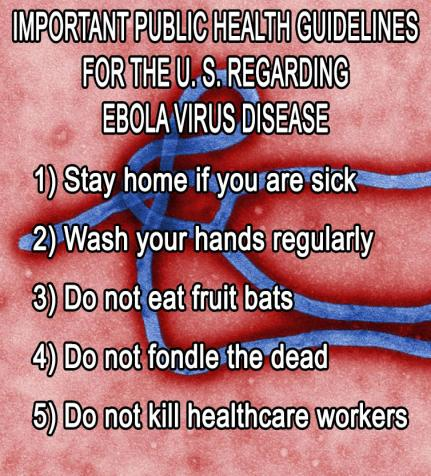 IMPORTANT PUBLIC HEALTH GUIDELINES
FOR THE U. S. REGARDING
EBOLA VIRUS DISEASE
1) Stay home if you are sick
2) Wash your hands regularly
3) Do not eat fruit bats
4) Do not fondle the dead
5) Do not kill healthcare workers